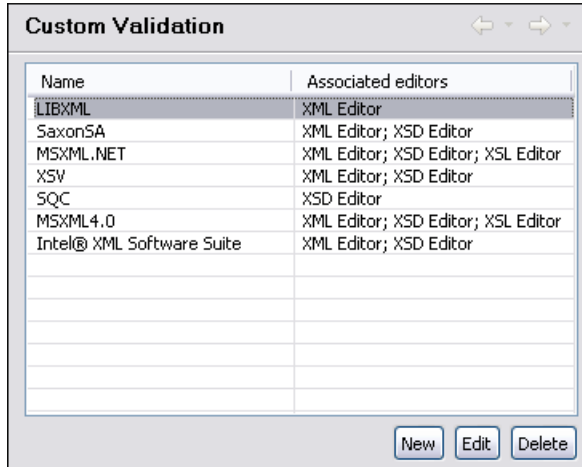 Custom Validation
Name Associated editors
LIBXML XML Editor
SaxonSA XML Editor; XSD Editor
MSXML.NET XML Editor; XSD Editor; XSL Editor
XSV XML Editor; XSD Editor
SQC XSD Editor
MSXML4.0 XML Editor; XSD Editor; XSL Editor
Intel® XML Software Suite XML Editor; XSD Editor
New Edit Delete